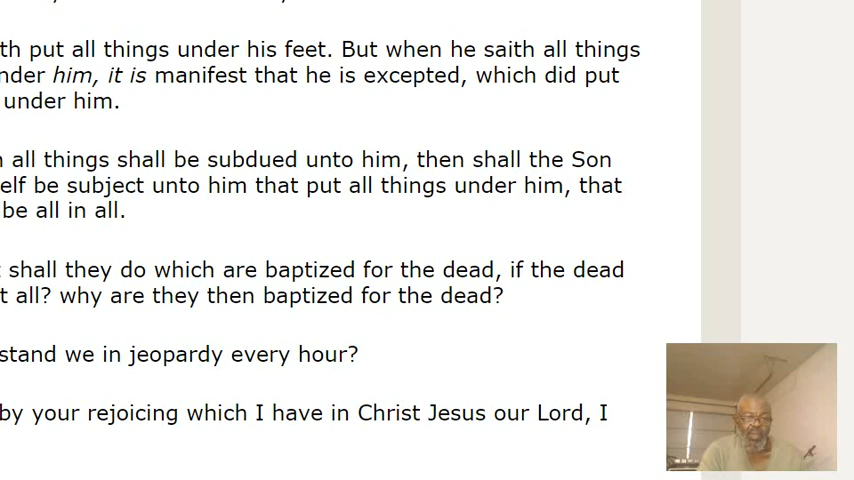 th put all things under his feet. But when he saith all things
nder him, it is manifest that he is excepted, which did put
under him.
all things shall be subdued unto him, then shall the Son
elf be subject unto him that put all things under him, that
be all in all.
shall they do which are baptized for the dead, if the dead
t all? why are they then baptized for the dead?
stand we in jeopardy every hour?
by your rejoicing which I have in Christ Jesus our Lord, I